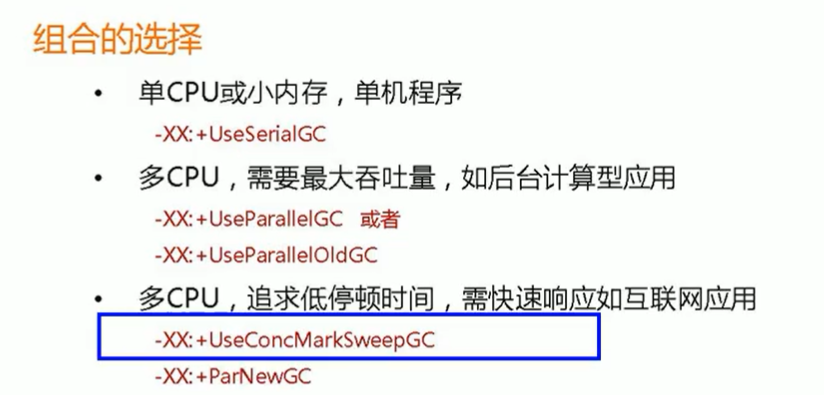 组合的选择
• 单CPU或小内存，单机程序
-XX:+UseSerialGC
• 多CPU，需要最大吞吐量，如后台计算型应用
-XX:+UseParallelGC 或者
-XX:+UseParallelOldGC
• 多CPU，追求低停顿时间，需快速响应如互联网应用
-XX:+UseConcMarkSweepGC
-XX:+ParNewGC